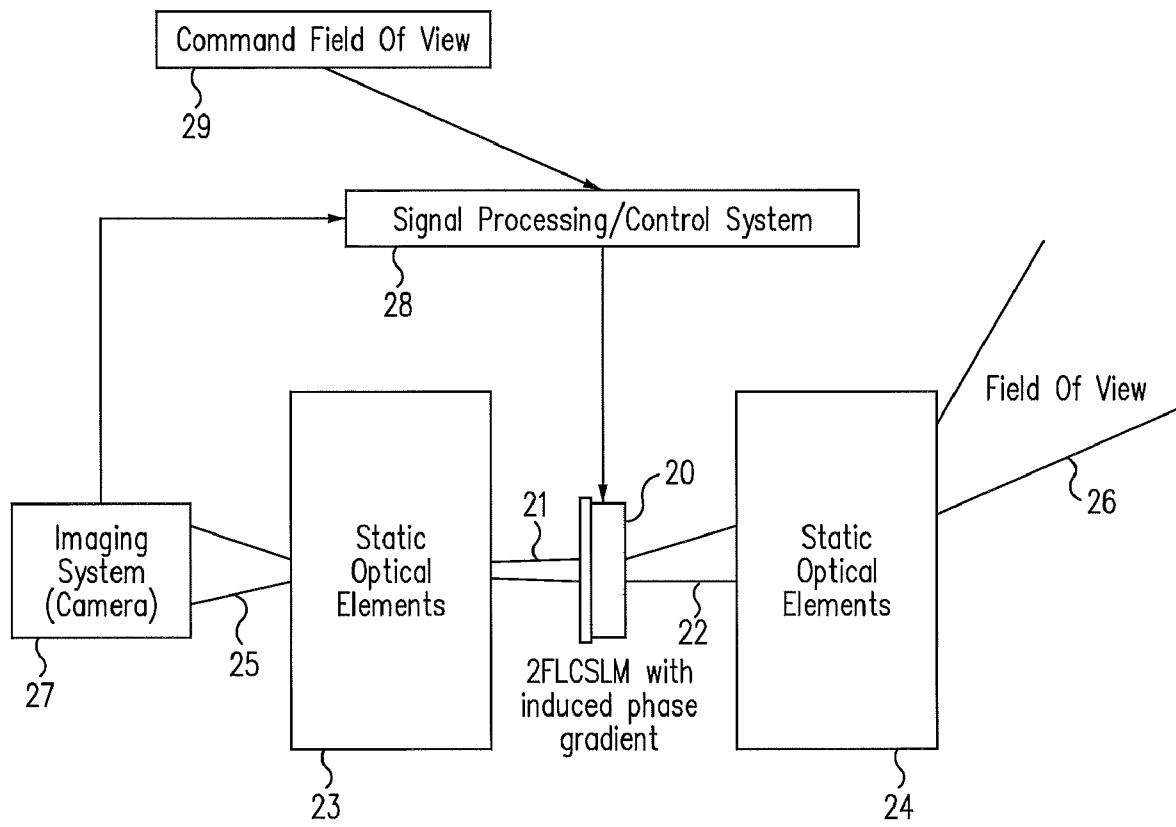 Command Field Of View
29
Signal Processing/Control System
28
Field Of View
26
20
21
22
Imaging
System
(Camera)
27
25
Static
Optical
Elements
23
2FLCSLM with
induced phase
gradient
Static
Optical
Elements
24